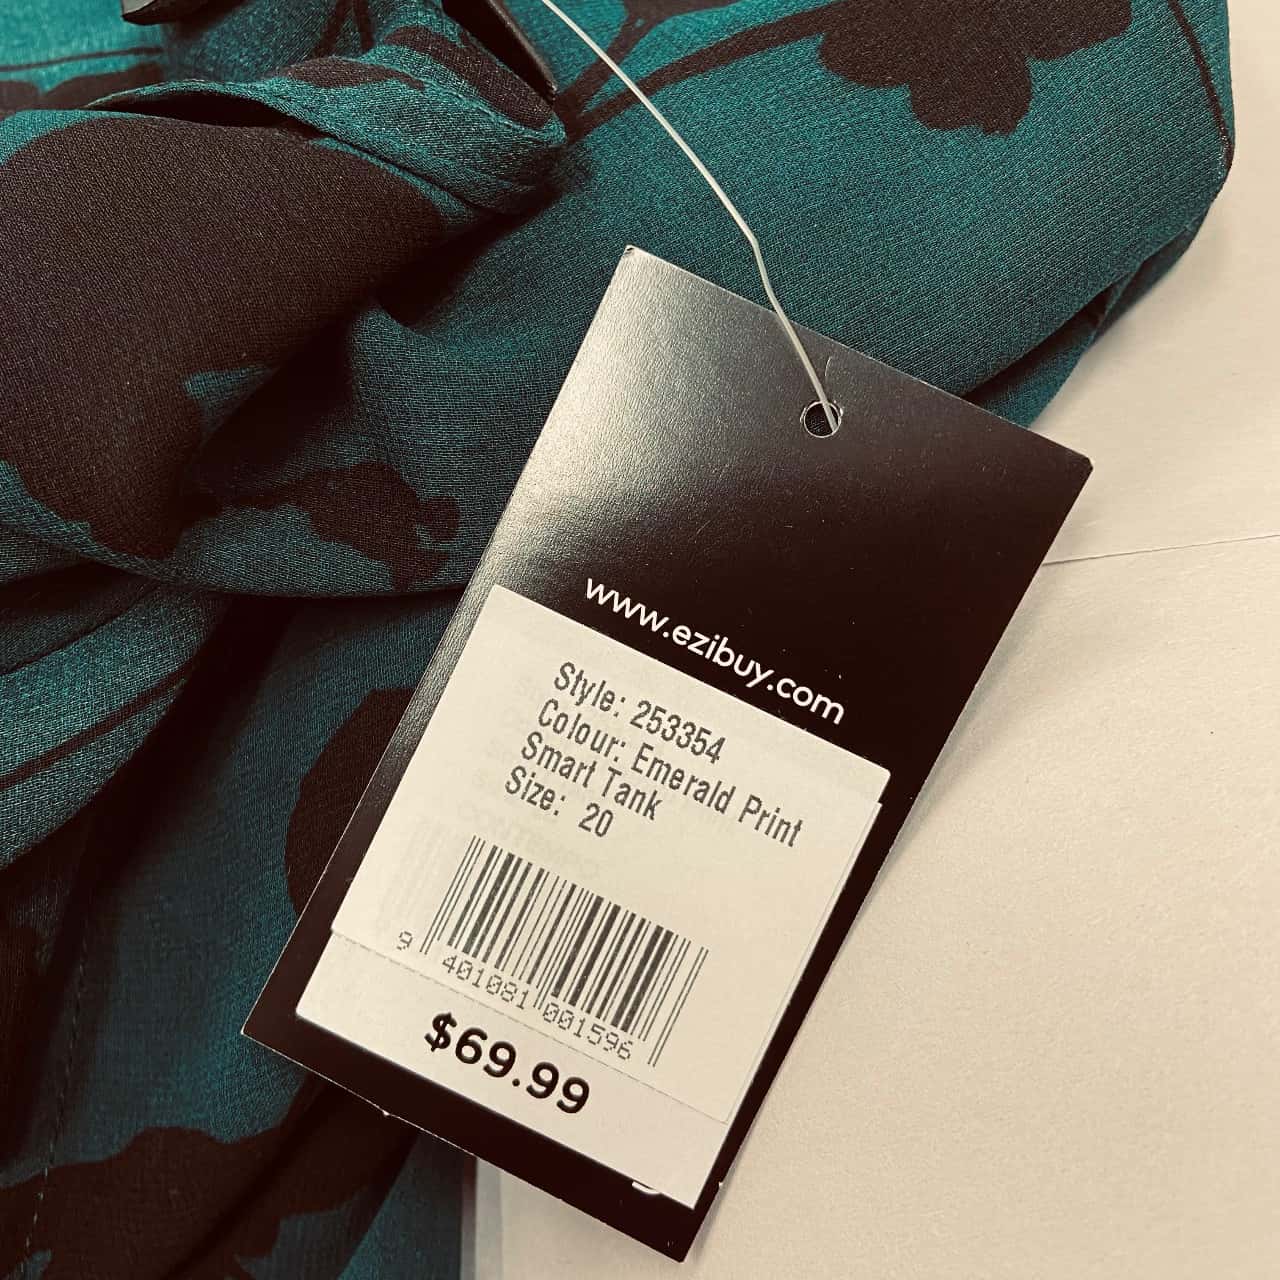 www.ezibuy.com
Style: 253354
Colour: Emerald Print
Smart Tank
Size: 20
9 401081 001596
$69.99